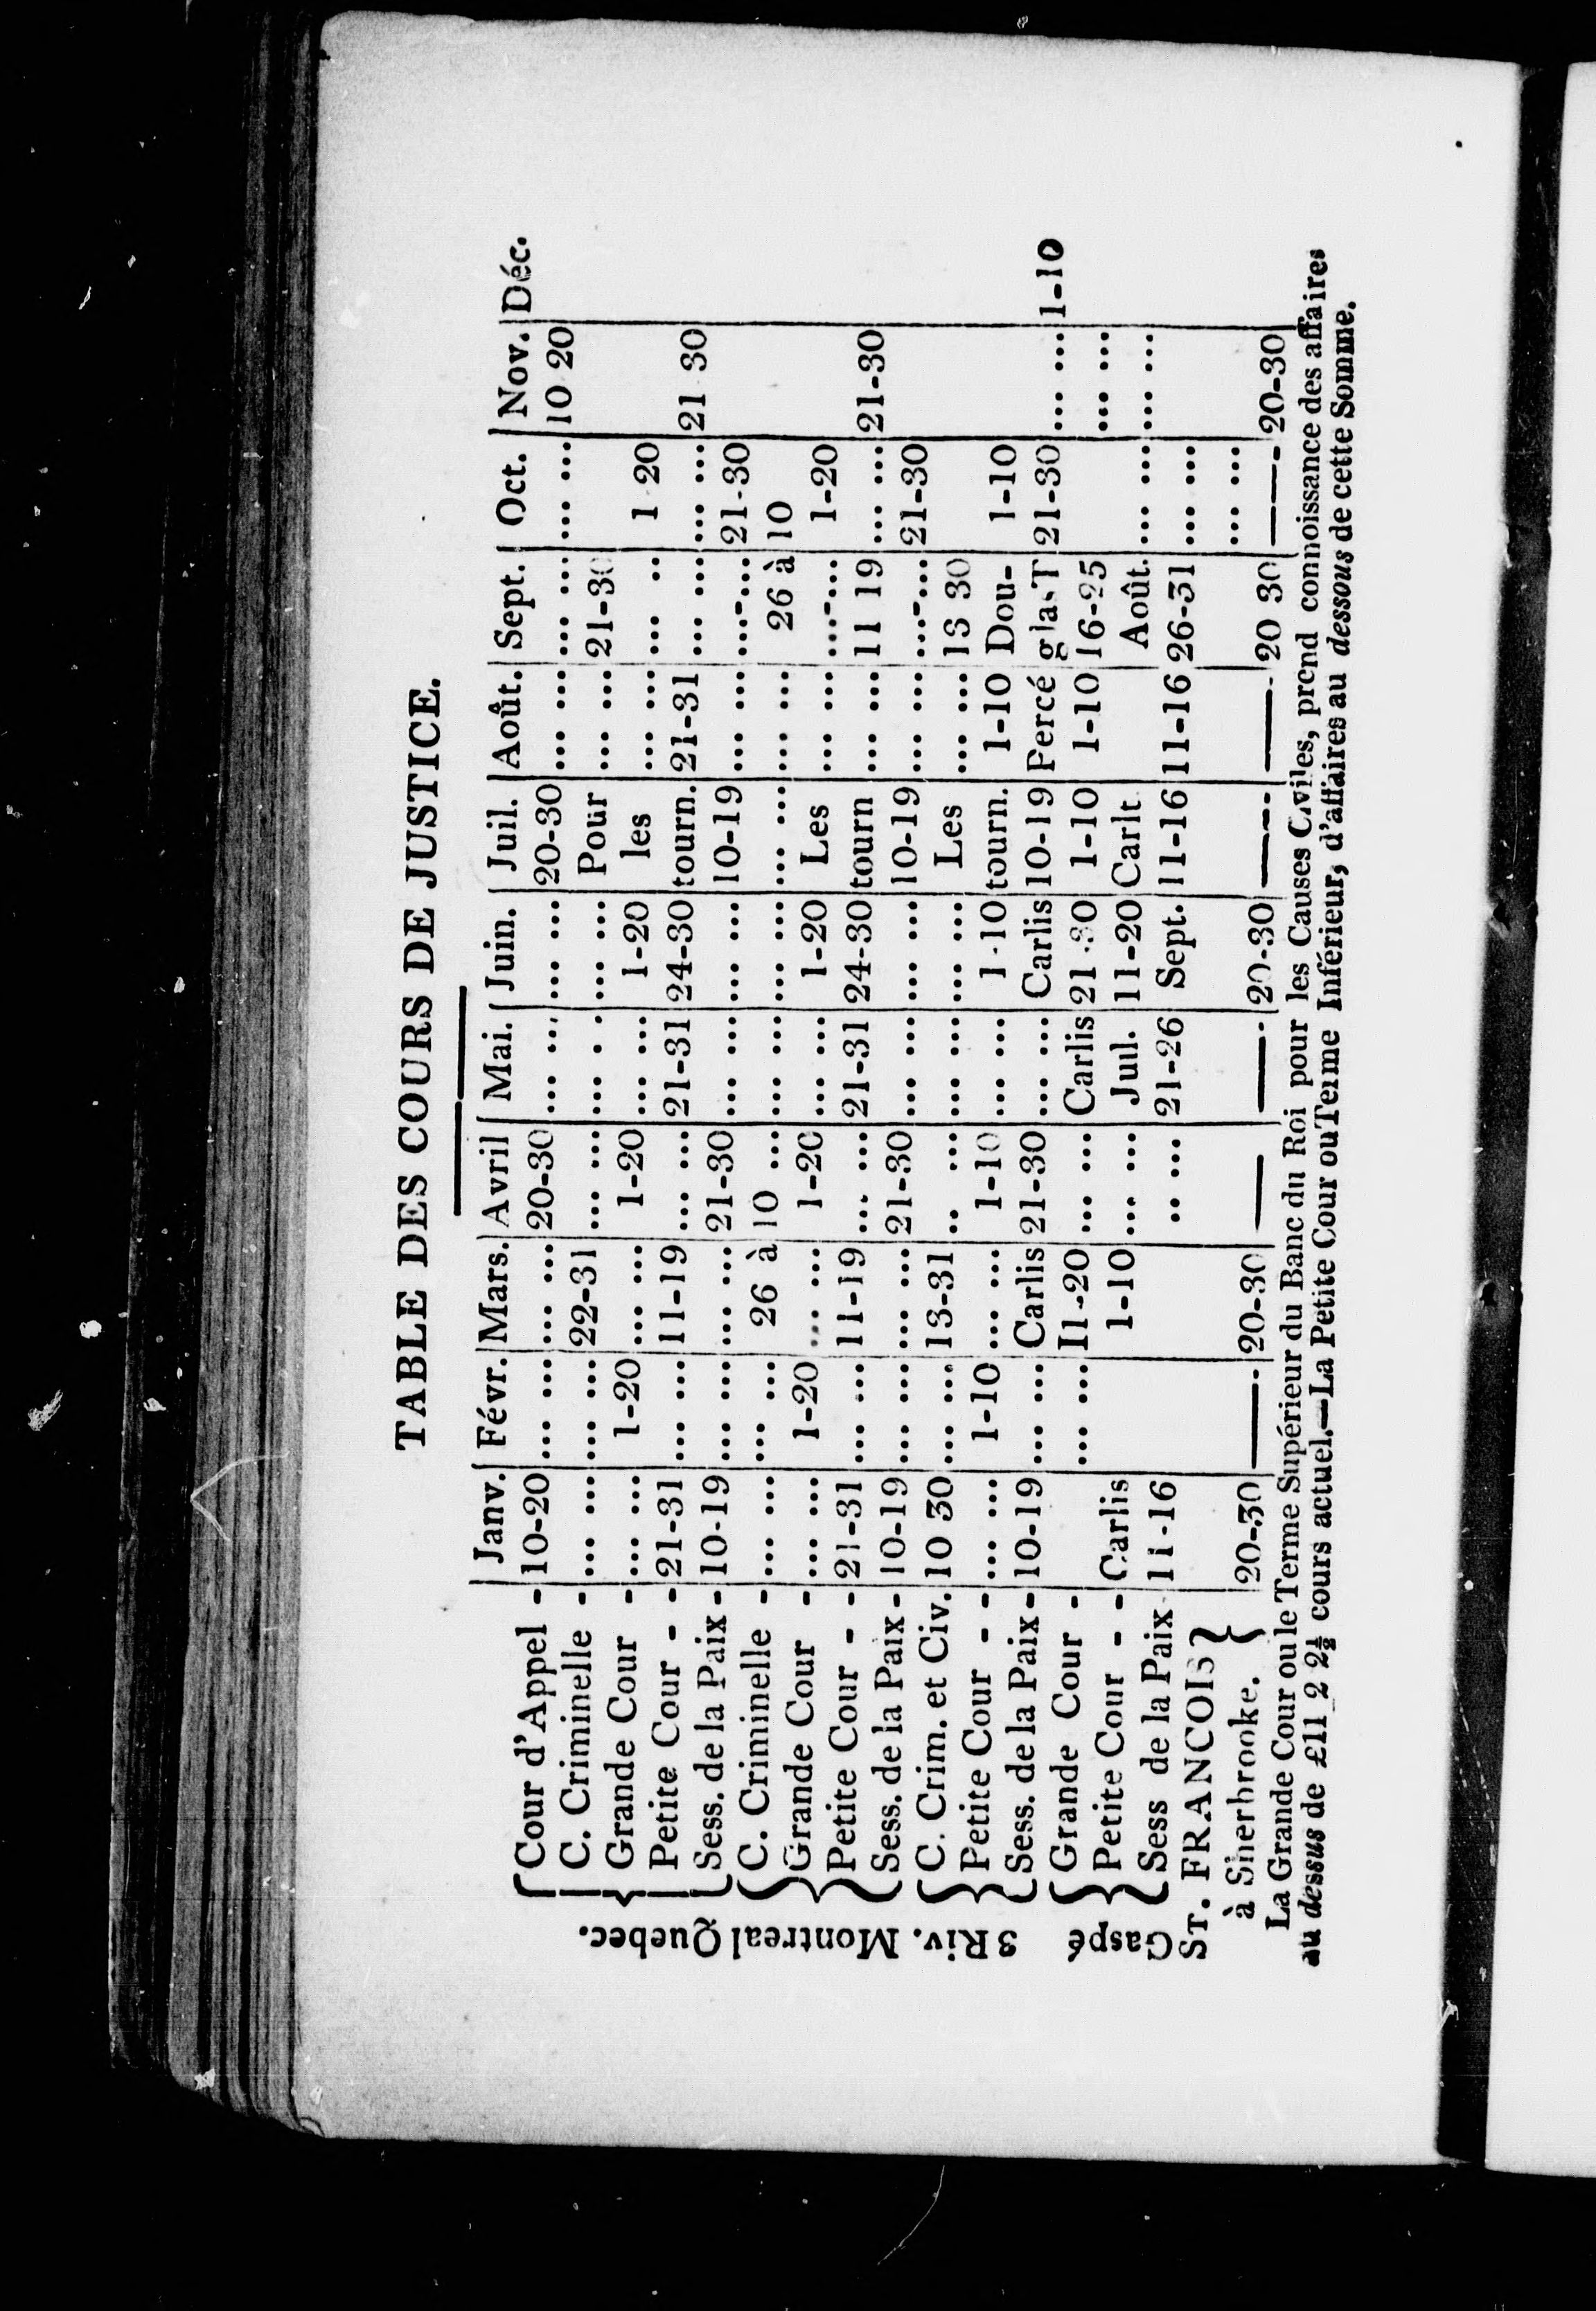 TABLE DES COURS DE JUSTICE.
Janv. Févr. Mars. Avril Mai. Juin. Juil. Août. Sept. Oct. Nov. Déc.
Quebec.
Cour d'Appel - 10-20 ... ... ... ... 20-30 ... ... ... ... 20-30 ... ... ... ... ... ... 10 20
C. Criminelle - ... ... ... ... 22-31 ... ... ... . ... ... Pour ... ... 21-30
Grande Cour - ... ... 1-20 ... ... 1-20 ... ... 1-20 les ... ... ... .. 1 20
Petite Cour - - 21-31 ... ... 11-19 ... ... 21-31 24-30 tourn. 21-31 ... ... ... ... 21 30
Sess. de la Paix - 10-19 ... ... ... ... 21-30 ... ... ... ... 10-19 ... ... ...-... 21-30
Montreal
C. Criminelle - ... ... ... ... 26 à 10 ... ... ... ... ... ... ... ... ... 26 à 10
Grande Cour - ... ... 1-20 ... ... 1-20 ... ... 1-20 Les ... ... ...-... 1-20
Petite Cour - - 21-31 ... ... 11-19 ... ... 21-31 24-30 tourn ... ... 11 19 ... ... 21-30
Sess. de la Paix - 10-19 ... ... ... ... 21-30 ... ... ... ... 10-19 ... ... ...-... 21-30
3 Riv.
C. Crim. et Civ. 10 30 ... ... 13-31 .. ... ... ... ... ... Les ... ... 13 30
Petite Cour - - ... ... 1-10 ... ... 1-10 ... ... 1-10 tourn. 1-10 Dou- 1-10
Sess. de la Paix - 10-19 ... ... Carlis 21-30 ... ... Carlis 10-19 Percé glasT 21-30 ... ... 1-10
Gaspé
Grande Cour - ... ... 11-20 ... ... Carlis 21-30 1-10 1-10 16-25 ... ...
Petite Cour - - Carlis 1-10 ... ... Juil. 11-20 Carlt Août. ... ... ... ...
Sess de la Paix 11-16 .. ... 21-26 Sept. 11-16 11-16 26-31 ... ...
ST. FRANCOIS ... ...
à Sherbrooke. 20-30 —— 20-30 —— —— 20-30 —— —— 20 30 —— 20-30
La Grande Cour ou le Terme Supérieur du Banc du Roi pour les Causes Civiles, prend connoissance des affaires
au dessus de £11 2 2½ cours actuel.—La Petite Cour ou Terme Inférieur, d'affaires au dessous de cette Somme.